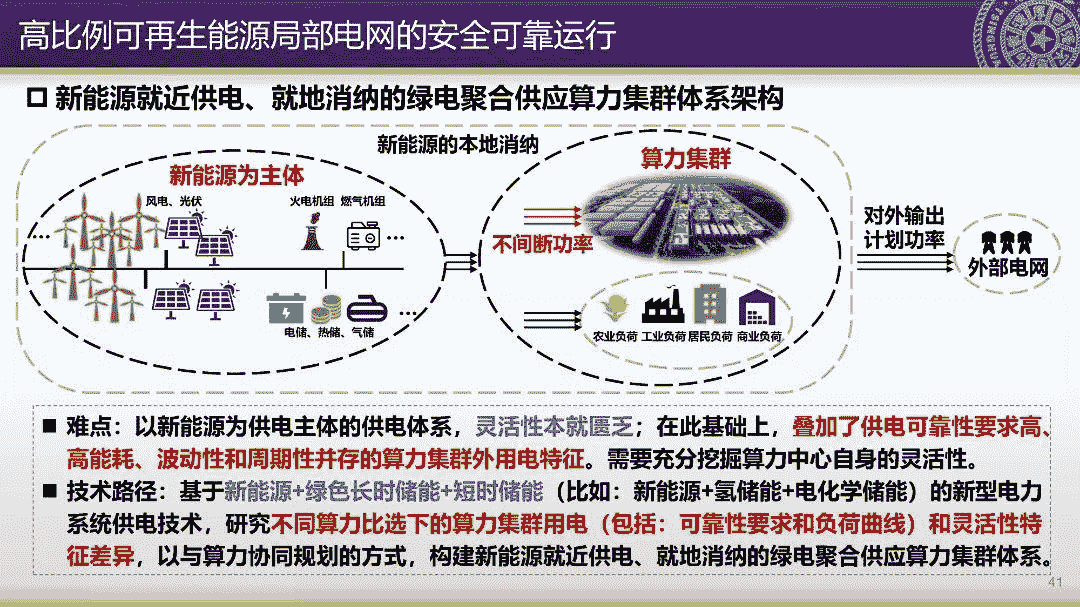 高比例可再生能源局部电网的安全可靠运行
新能源就近供电、就地消纳的绿电聚合供应算力集群体系架构
新能源的本地消纳
新能源为主体
风电、光伏
火电机组 燃气机组
电储、热储、气储
算力集群
不间断功率
农业负荷 工业负荷 居民负荷 商业负荷
对外输出
计划功率
外部电网
■ 难点：以新能源为供电主体的供电体系，灵活性本就匮乏；在此基础上，叠加了供电可靠性要求高、
高能耗、波动性和周期性并存的算力集群外用电特征。需要充分挖掘算力中心自身的灵活性。
■ 技术路径：基于新能源+绿色长时储能+短时储能（比如：新能源+氢储能+电化学储能）的新型电力
系统供电技术，研究不同算力比选下的算力集群用电（包括：可靠性要求和负荷曲线）和灵活性特
征差异，以与算力协同规划的方式，构建新能源就近供电、就地消纳的绿电聚合供应算力集群体系。
41